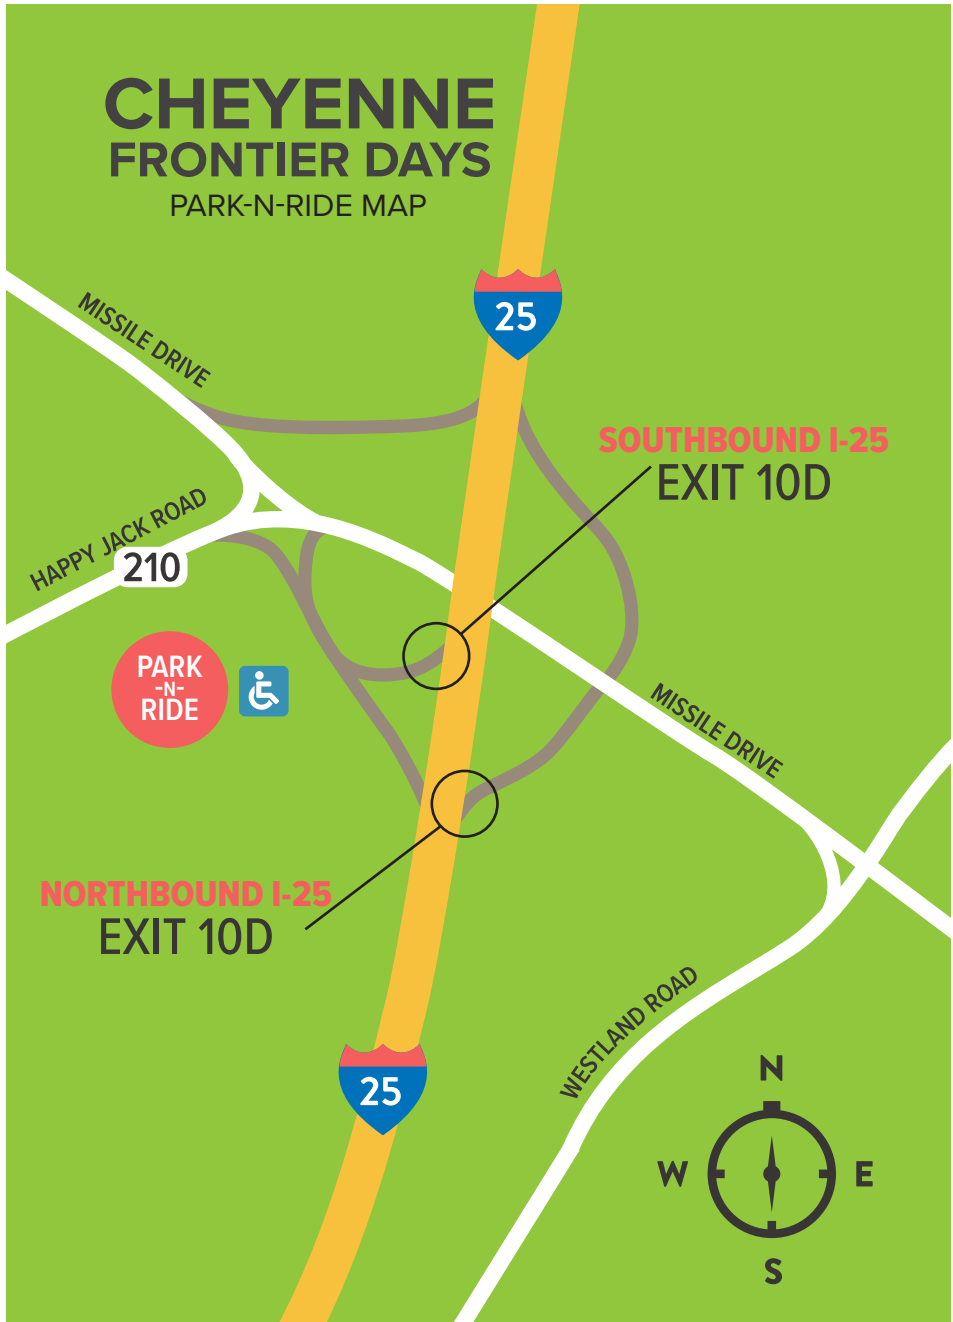 CHEYENNE
FRONTIER DAYS
PARK-N-RIDE MAP
MISSILE DRIVE
25
SOUTHBOUND I-25
EXIT 10D
HAPPY JACK ROAD
210
PARK
-N-
RIDE
MISSILE DRIVE
NORTHBOUND I-25
EXIT 10D
WESTLAND ROAD
25
N
W
E
S